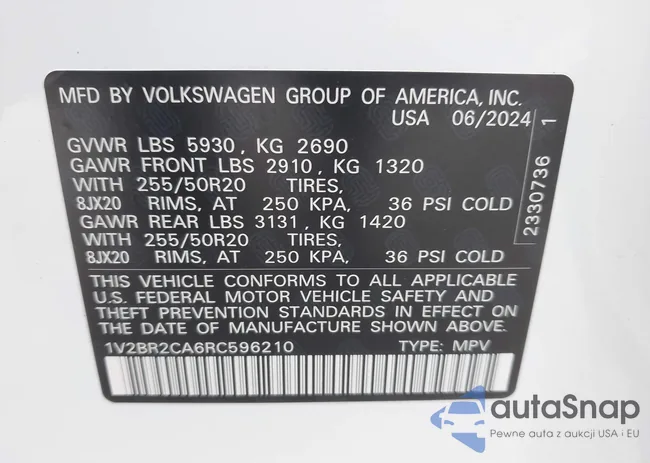 MFD BY VOLKSWAGEN GROUP OF AMERICA, INC.
USA 06/2024
GVWR LBS 5930, KG 2690
GAWR FRONT LBS 2910, KG 1320
WITH 255/50R20 TIRES,
8JX20 RIMS, AT 250 KPA, 36 PSI COLD
GAWR REAR LBS 3131, KG 1420
WITH 255/50R20 TIRES,
8JX20 RIMS, AT 250 KPA, 36 PSI COLD
THIS VEHICLE CONFORMS TO ALL APPLICABLE
U.S. FEDERAL MOTOR VEHICLE SAFETY AND
THEFT PREVENTION STANDARDS IN EFFECT ON
THE DATE OF MANUFACTURE SHOWN ABOVE.
1V2BR2CA6RC596210 TYPE: MPV
2330736 1
autaSnap
Pewne auta z aukcji USA i EU